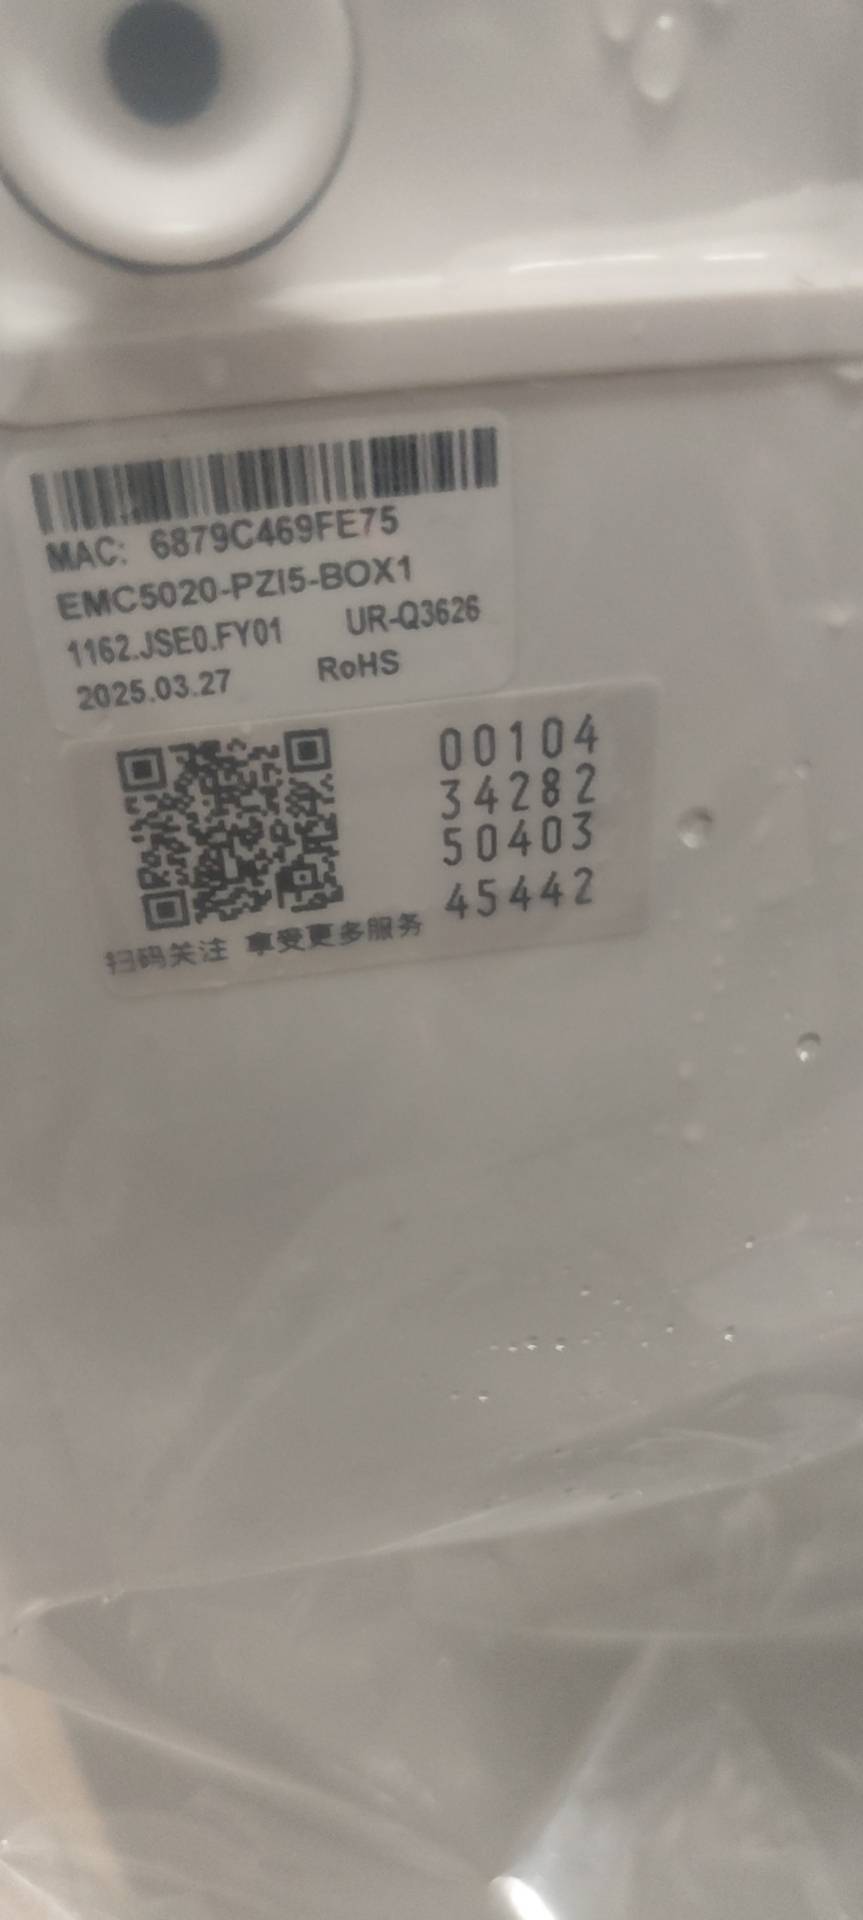 MAC: 6879C469FE75
EMC5020-PZI5-BOX1
1162.JSE0.FY01 UR-Q3626
2025.03.27 RoHS
00104
34282
50403
45442
扫码关注 享受更多服务